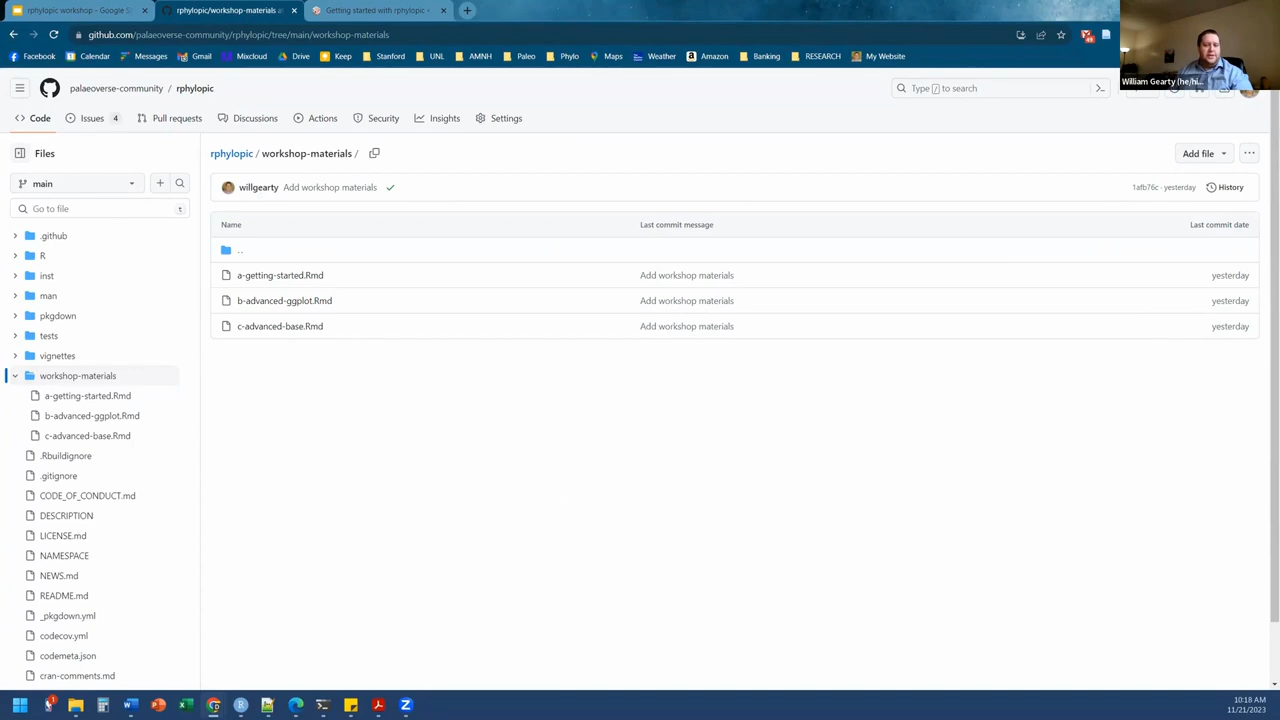 rphylopic workshop - Google S
rphylopic/workshop-materials a
Getting started with rphylopic
github.com/palaeoverse-community/rphylopic/tree/main/workshop-materials
49
Facebook Calendar Messages Gmail Mixcloud Drive Keep Stanford UNL AMNH Paleo Phylo Maps Weather Amazon Banking RESEARCH My Website
William Gearty (he/hi...
palaeoverse-community / rphylopic
Type / to search
Code Issues 4 Pull requests Discussions Actions Security Insights Settings
Files
main
Go to file t
.github
R
inst
man
pkgdown
tests
vignettes
workshop-materials
a-getting-started.Rmd
b-advanced-ggplot.Rmd
c-advanced-base.Rmd
.Rbuildignore
.gitignore
CODE_OF_CONDUCT.md
DESCRIPTION
LICENSE.md
NAMESPACE
NEWS.md
README.md
_pkgdown.yml
codecov.yml
codemeta.json
cran-comments.md
rphylopic / workshop-materials /
Add file
willgearty Add workshop materials
1afb76c · yesterday History
Name Last commit message Last commit date
..
a-getting-started.Rmd Add workshop materials yesterday
b-advanced-ggplot.Rmd Add workshop materials yesterday
c-advanced-base.Rmd Add workshop materials yesterday
10:18 AM
11/21/2023